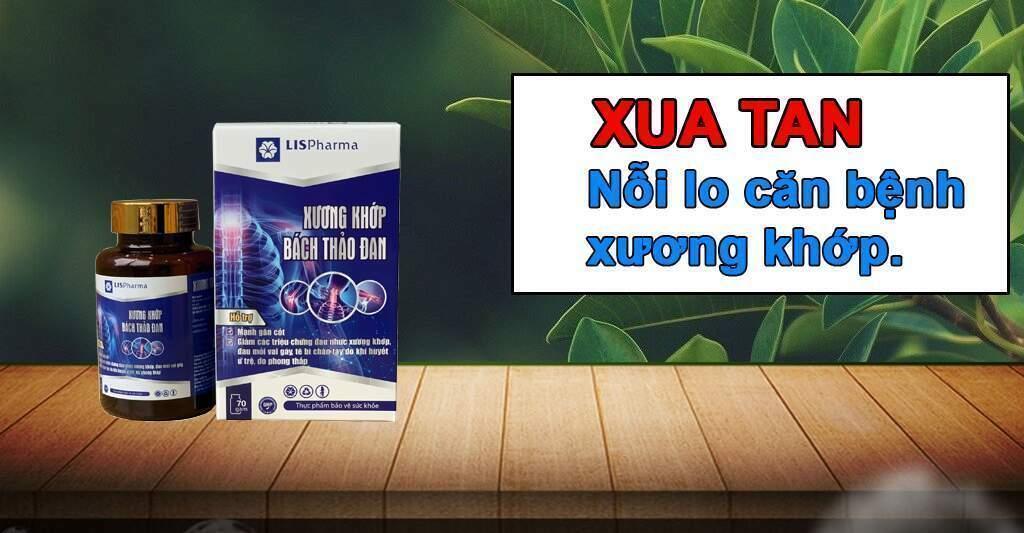 XUA TAN
Nỗi lo căn bệnh
xương khớp.
LISPharma
XƯƠNG KHỚP
BÁCH THẢO ĐAN
Hỗ trợ
Mạnh gân cốt
Giảm các triệu chứng đau nhức xương khớp,
đau mỏi vai gáy, tê bì chân tay do khí huyết
ứ trệ, do phong thấp
70
GMP
Thực phẩm bảo vệ sức khỏe
LISPharma
XƯƠNG KHỚP
BÁCH THẢO ĐAN